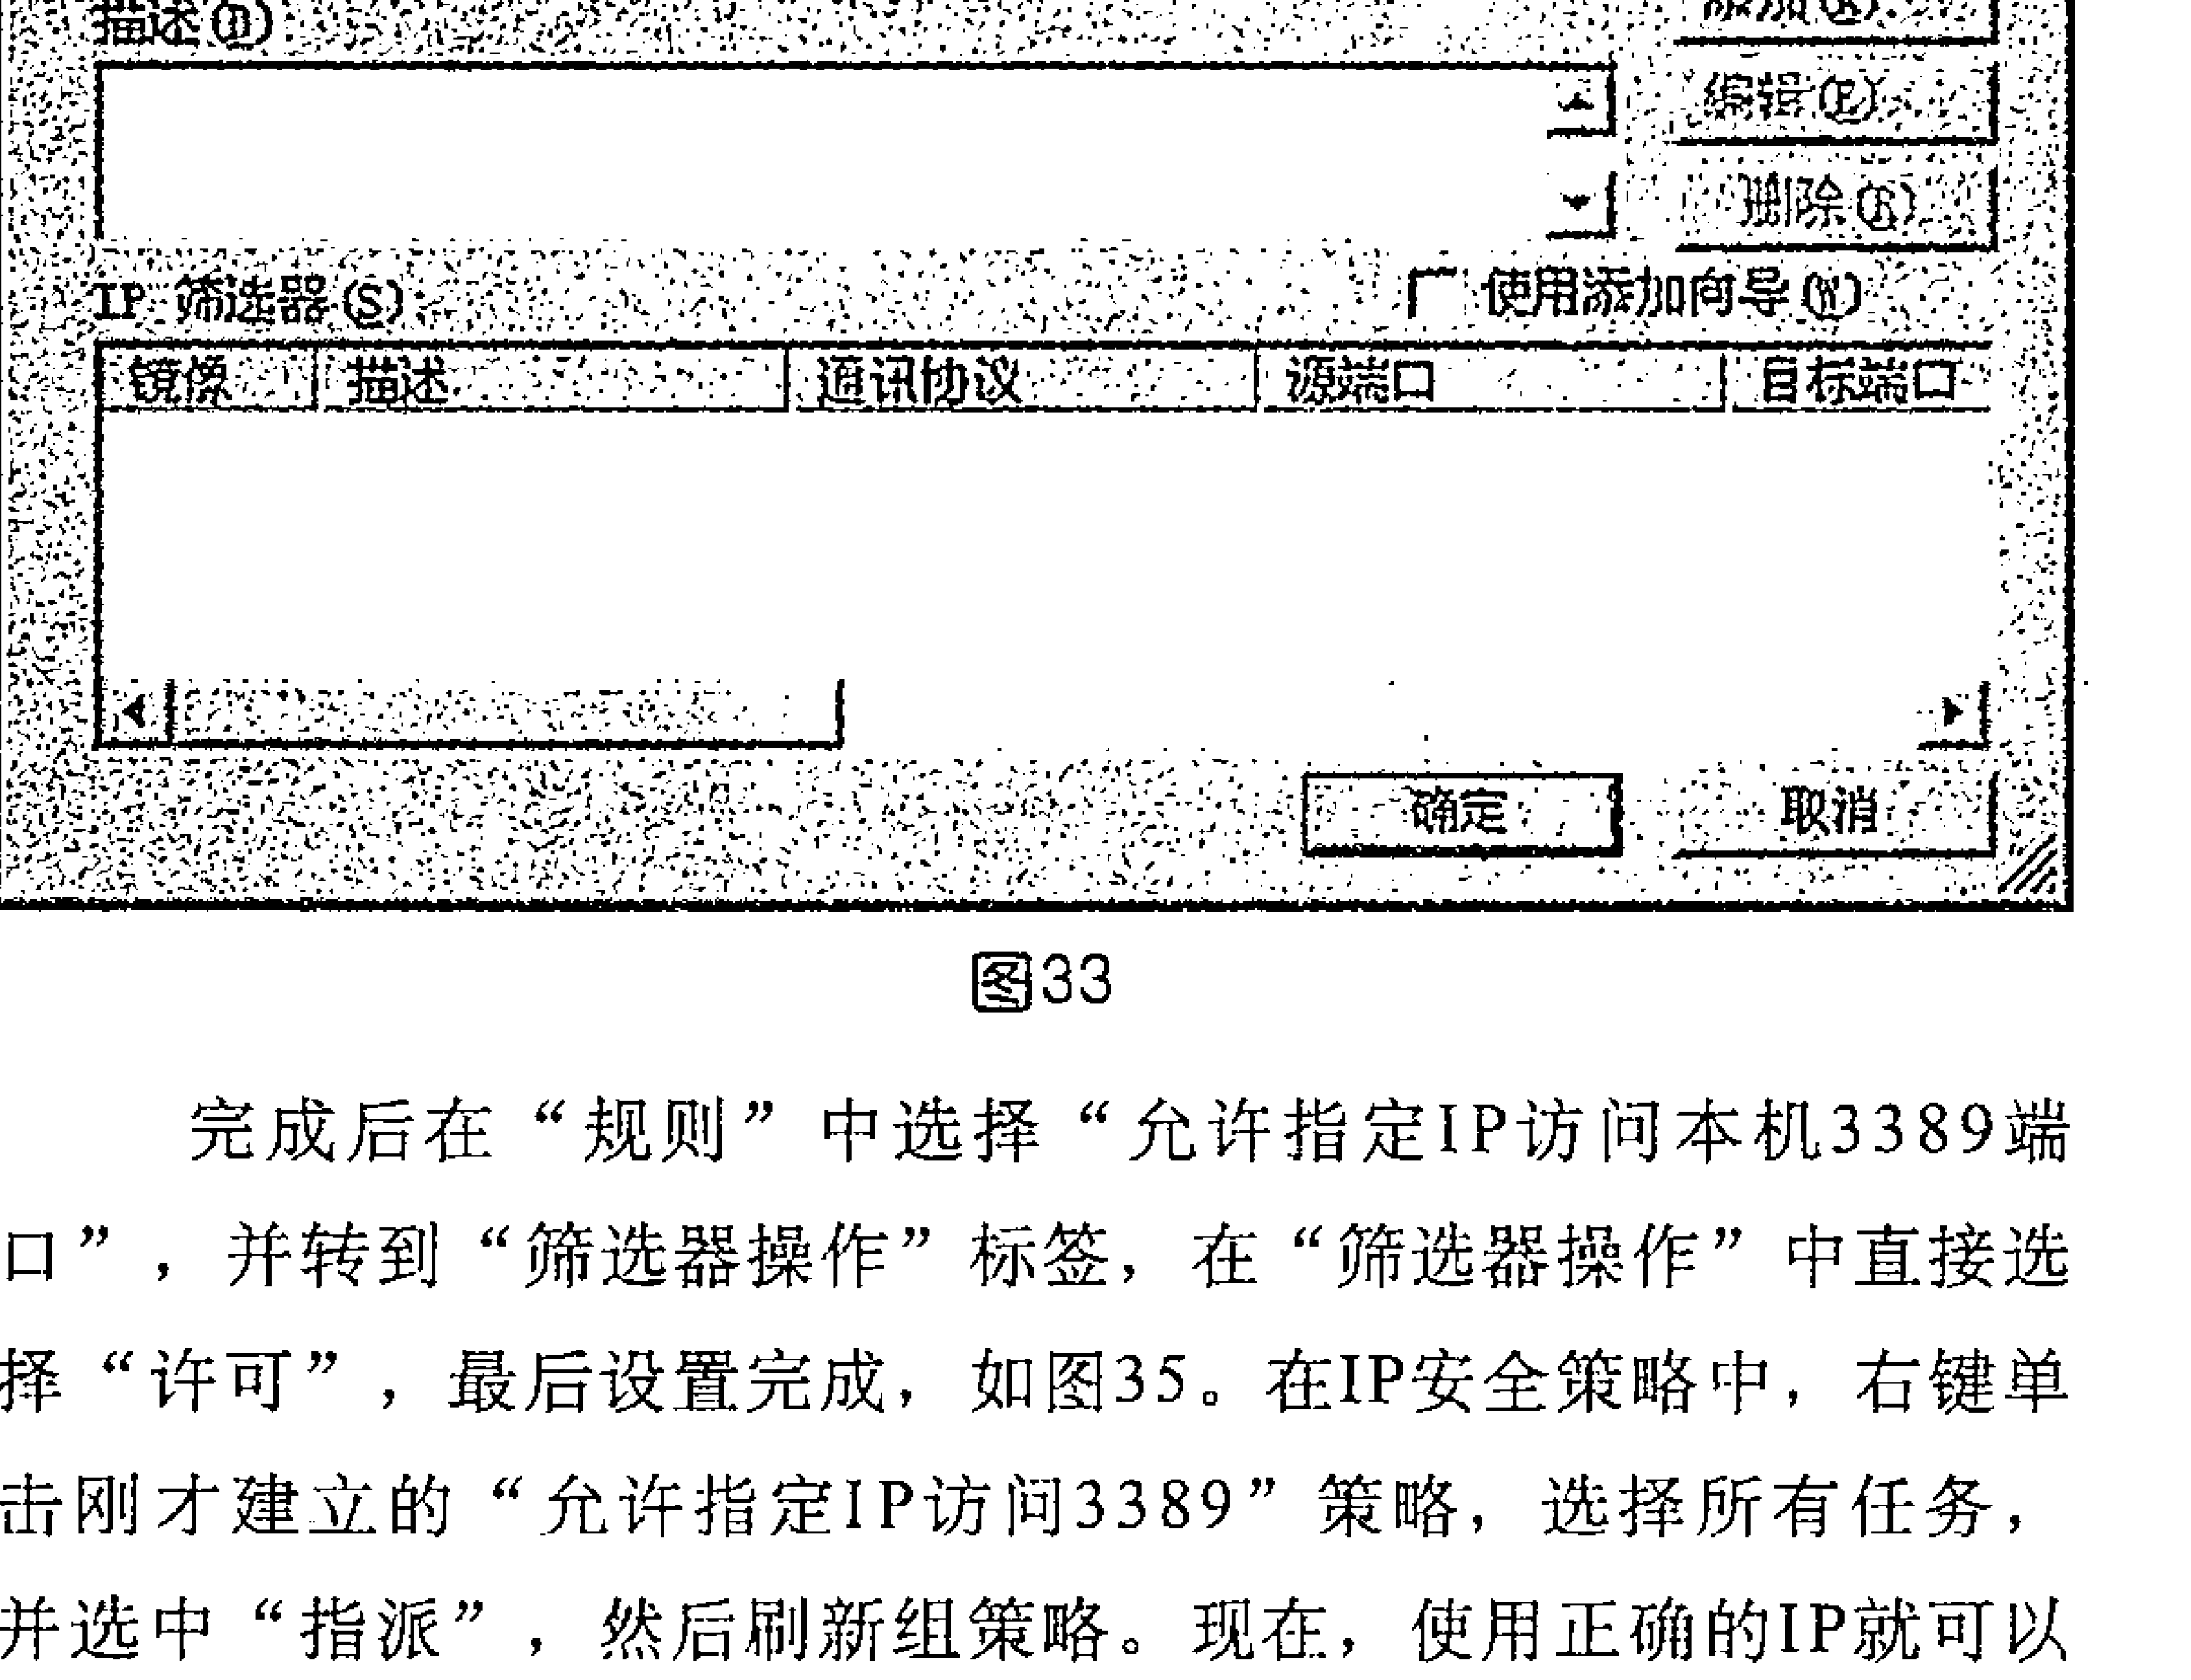 描述(D):
添加(A)...
编辑(E)...
删除(R)
IP 筛选器(S):
使用添加向导(W)
镜像 描述 通讯协议 源端口 目标端口
确定 取消
图33
完成后在“规则”中选择“允许指定IP访问本机3389端
口”，并转到“筛选器操作”标签，在“筛选器操作”中直接选
择“许可”，最后设置完成，如图35。在IP安全策略中，右键单
击刚才建立的“允许指定IP访问3389”策略，选择所有任务，
并选中“指派”，然后刷新组策略。现在，使用正确的IP就可以